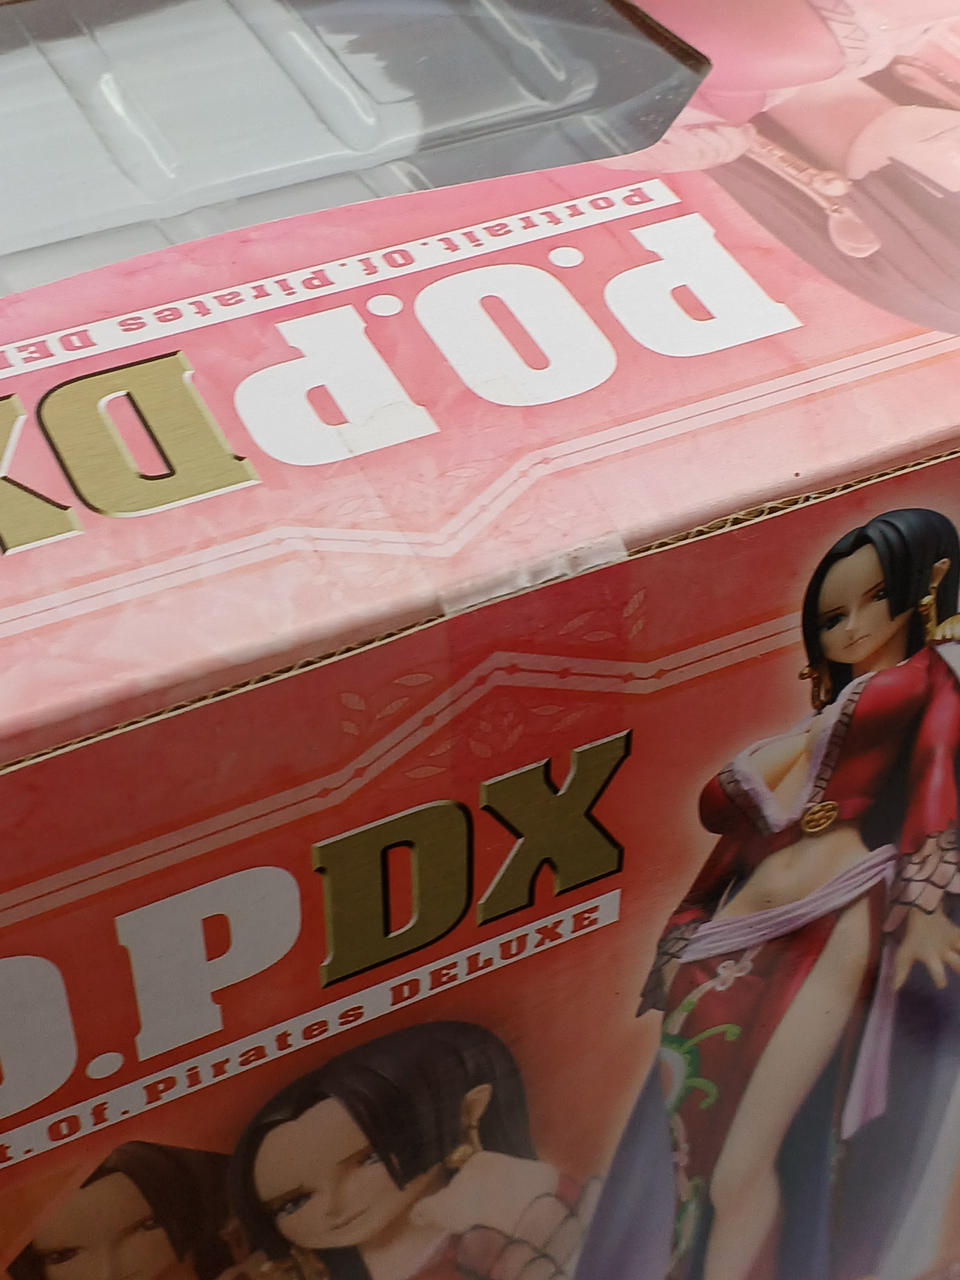 Portrait.Of.Pirates DE
P.O.P DX
O.P DX
t.Of.Pirates DELUXE